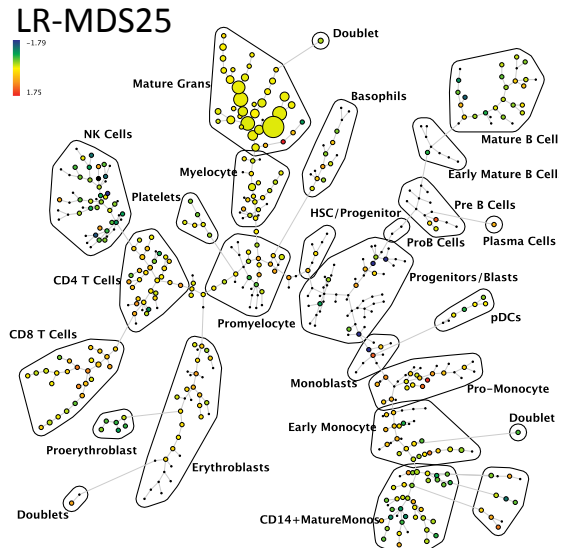 LR-MDS25
-1.79
1.75
Doublet
Mature Grans
Basophils
NK Cells
Mature B Cell
Myelocyte
Early Mature B Cell
Platelets
Pre B Cells
HSC/Progenitor
ProB Cells
Plasma Cells
CD4 T Cells
Progenitors/Blasts
pDCs
Promyelocyte
CD8 T Cells
Monoblasts
Pro-Monocyte
Early Monocyte
Doublet
Proerythroblast
Erythroblasts
Doublets
CD14+MatureMonos